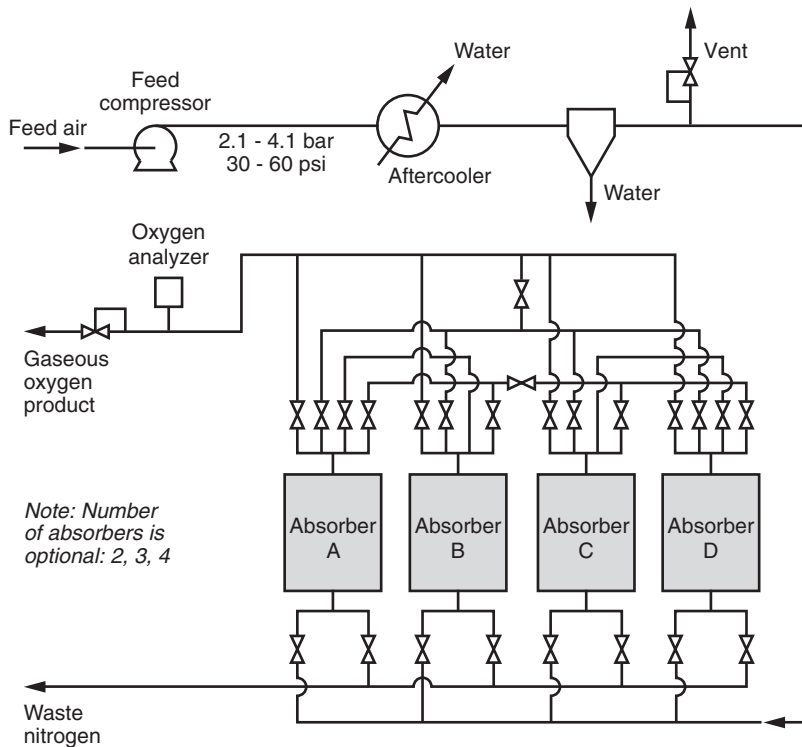 Water
Vent
Feed
compressor
Feed air
2.1 - 4.1 bar
30 - 60 psi
Aftercooler
Water
Oxygen
analyzer
Gaseous
oxygen
product
Note: Number
of absorbers is
optional: 2, 3, 4
Absorber
A
Absorber
B
Absorber
C
Absorber
D
Waste
nitrogen